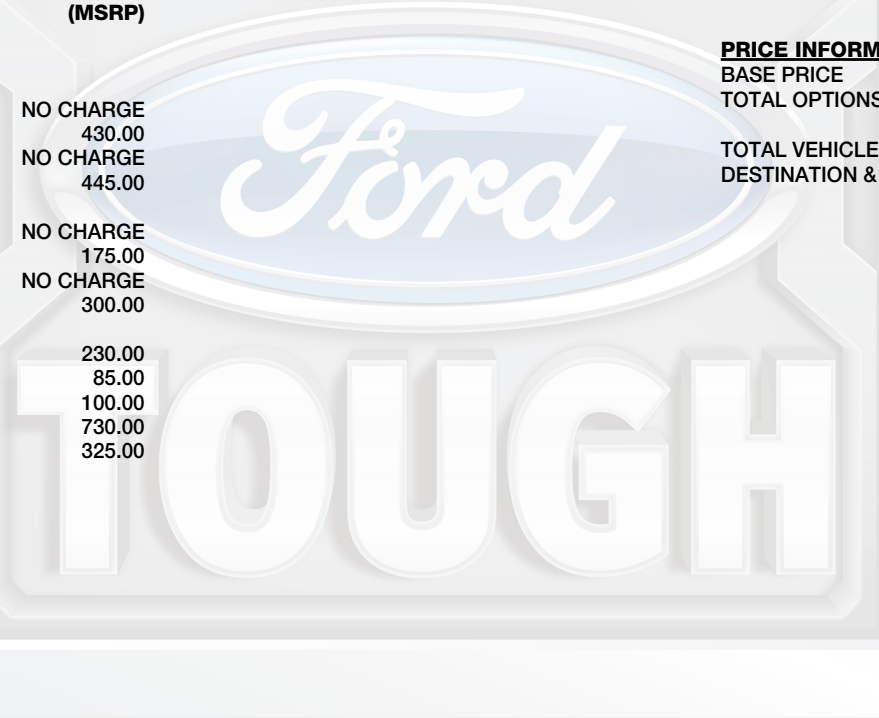 (MSRP)
NO CHARGE
430.00
NO CHARGE
445.00
NO CHARGE
175.00
NO CHARGE
300.00
230.00
85.00
100.00
730.00
325.00
PRICE INFORM
BASE PRICE
TOTAL OPTIONS
TOTAL VEHICLE
DESTINATION &
Ford
TOUGH